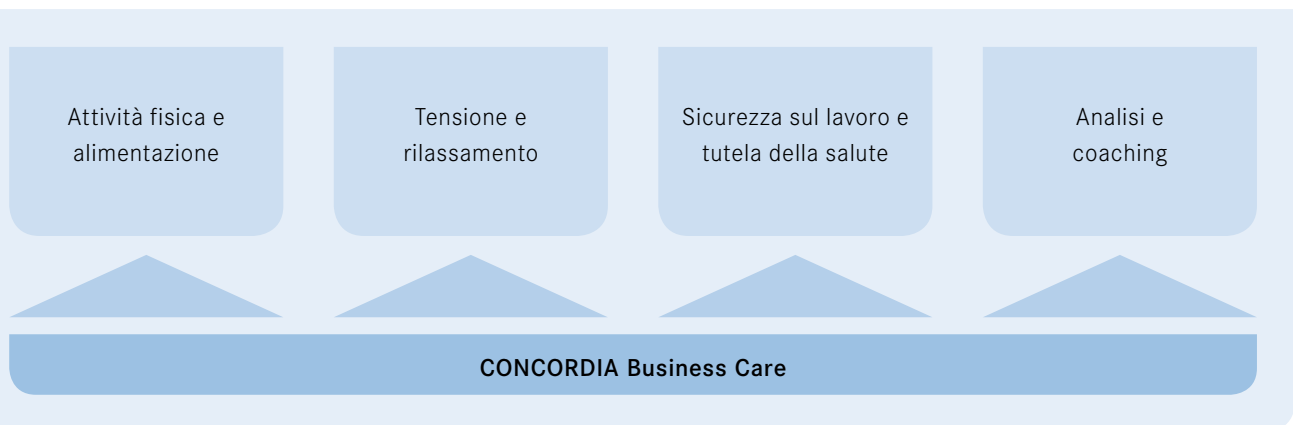 Attività fisica e
alimentazione
Tensione e
rilassamento
Sicurezza sul lavoro e
tutela della salute
Analisi e
coaching
CONCORDIA Business Care